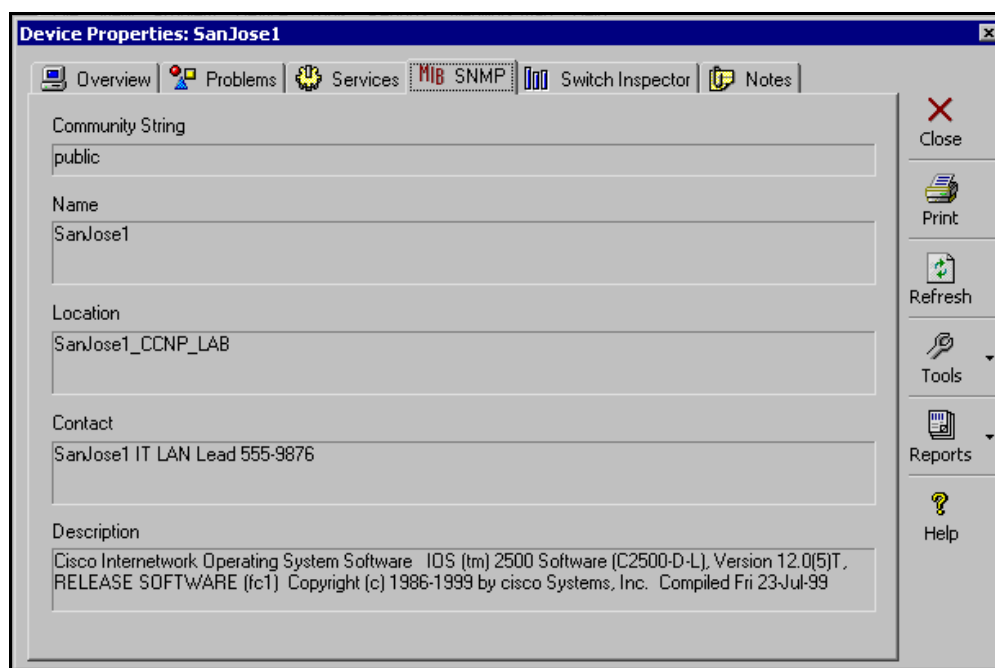 Device Properties: SanJose1
Overview
Problems
Services
MIB SNMP
Switch Inspector
Notes
Community String
public
Name
SanJose1
Location
SanJose1_CCNP_LAB
Contact
SanJose1 IT LAN Lead 555-9876
Description
Cisco Internetwork Operating System Software IOS (tm) 2500 Software (C2500-D-L), Version 12.0(5)T,
RELEASE SOFTWARE (fc1) Copyright (c) 1986-1999 by cisco Systems, Inc. Compiled Fri 23-Jul-99
Close
Print
Refresh
Tools
Reports
Help